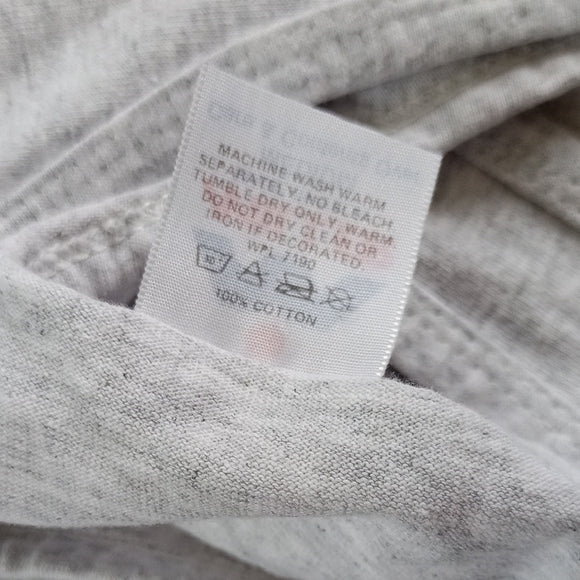 MACHINE WASH WARM
SEPARATELY. NO BLEACH
TUMBLE DRY ONLY, WARM
DO NOT DRY CLEAN OR
IRON IF DECORATED.
WPL 7190
100% COTTON